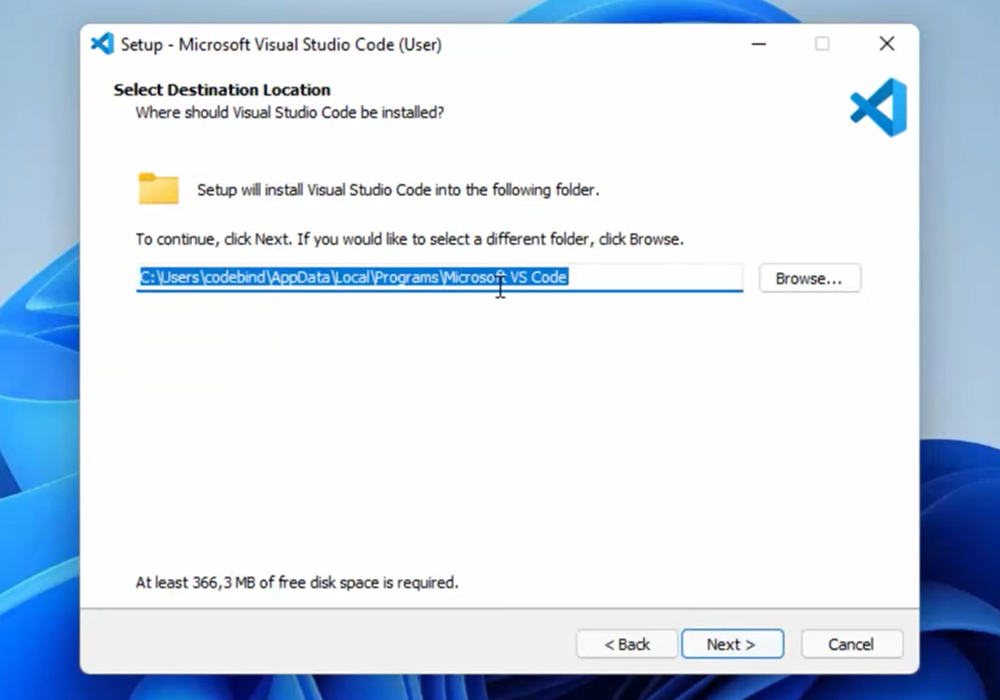 Setup - Microsoft Visual Studio Code (User)
Select Destination Location
Where should Visual Studio Code be installed?
Setup will install Visual Studio Code into the following folder.
To continue, click Next. If you would like to select a different folder, click Browse.
C:\Users\codebind\AppData\Local\Programs\Microsoft VS Code
Browse...
At least 366,3 MB of free disk space is required.
< Back
Next >
Cancel